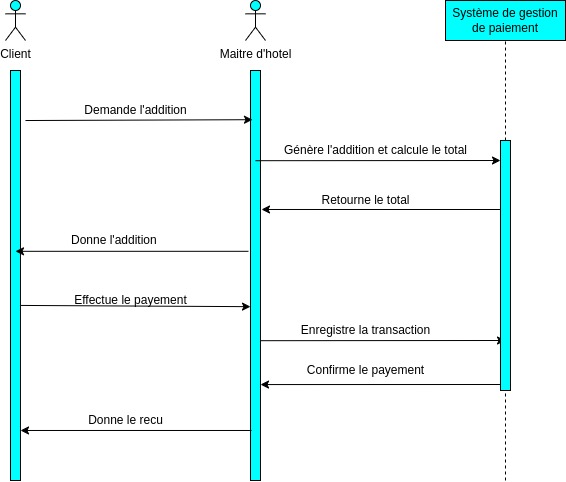 Système de gestion
de paiement
Client
Maitre d'hotel
Demande l'addition
Génère l'addition et calcule le total
Retourne le total
Donne l'addition
Effectue le payement
Enregistre la transaction
Confirme le payement
Donne le recu